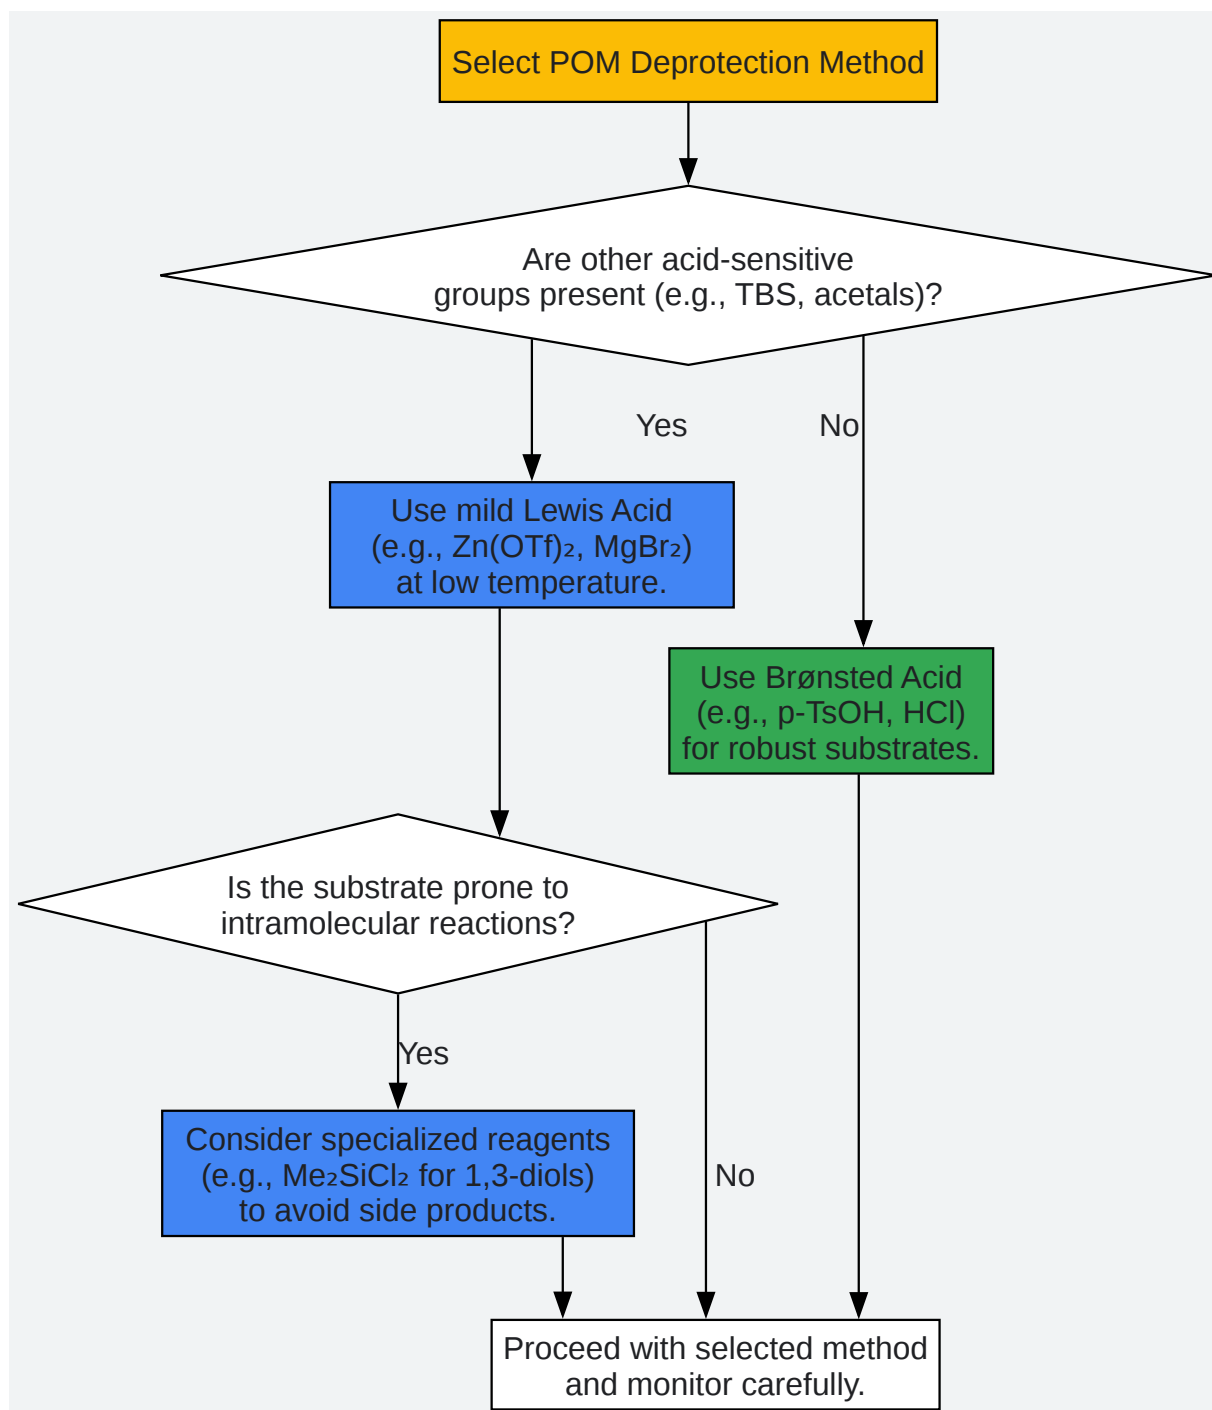 Select POM Deprotection Method
Are other acid-sensitive
groups present (e.g., TBS, acetals)?
Yes
No
Use mild Lewis Acid
(e.g., Zn(OTf)₂, MgBr₂)
at low temperature.
Use Brønsted Acid
(e.g., p-TsOH, HCl)
for robust substrates.
Is the substrate prone to
intramolecular reactions?
Yes
Consider specialized reagents
(e.g., Me₂SiCl₂ for 1,3-diols)
to avoid side products.
No
Proceed with selected method
and monitor carefully.